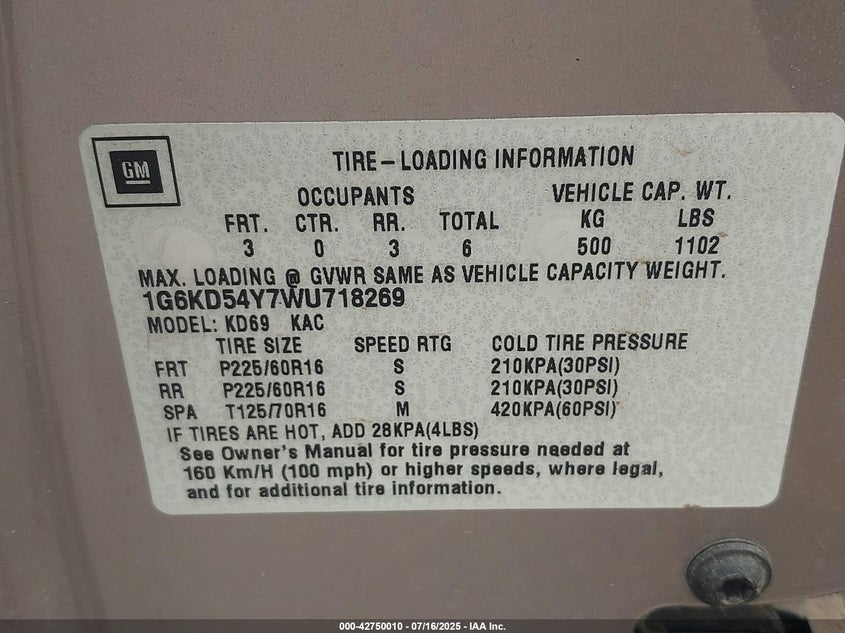 GM
TIRE-LOADING INFORMATION
OCCUPANTS VEHICLE CAP. WT.
FRT. CTR. RR. TOTAL KG LBS
3 0 3 6 500 1102
MAX. LOADING @ GVWR SAME AS VEHICLE CAPACITY WEIGHT.
1G6KD54Y7WU718269
MODEL: KD69 KAC
TIRE SIZE SPEED RTG COLD TIRE PRESSURE
FRT P225/60R16 S 210KPA(30PSI)
RR P225/60R16 S 210KPA(30PSI)
SPA T125/70R16 M 420KPA(60PSI)
IF TIRES ARE HOT, ADD 28KPA(4LBS)
See Owner's Manual for tire pressure needed at
160 Km/H (100 mph) or higher speeds, where legal,
and for additional tire information.
000-42750010 - 07/16/2025 - IAA Inc.